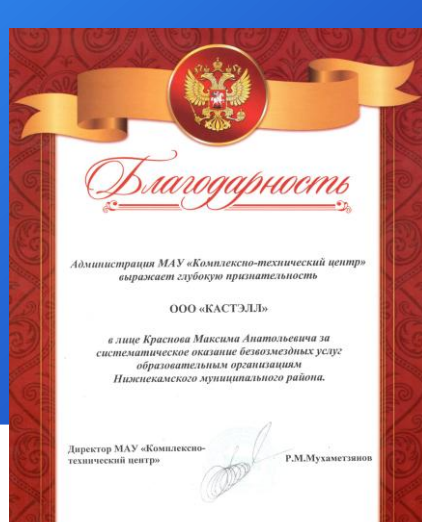 Благодарность
Администрация МАУ «Комплексно-технический центр»
выражает глубокую признательность
ООО «КАСТЭЛЛ»
в лице Краснова Максима Анатольевича за
систематическое оказание безвозмездных услуг
образовательным организациям
Нижнекамского муниципального района.
Директор МАУ «Комплексно-
технический центр»
Р.М.Мухаметзянов